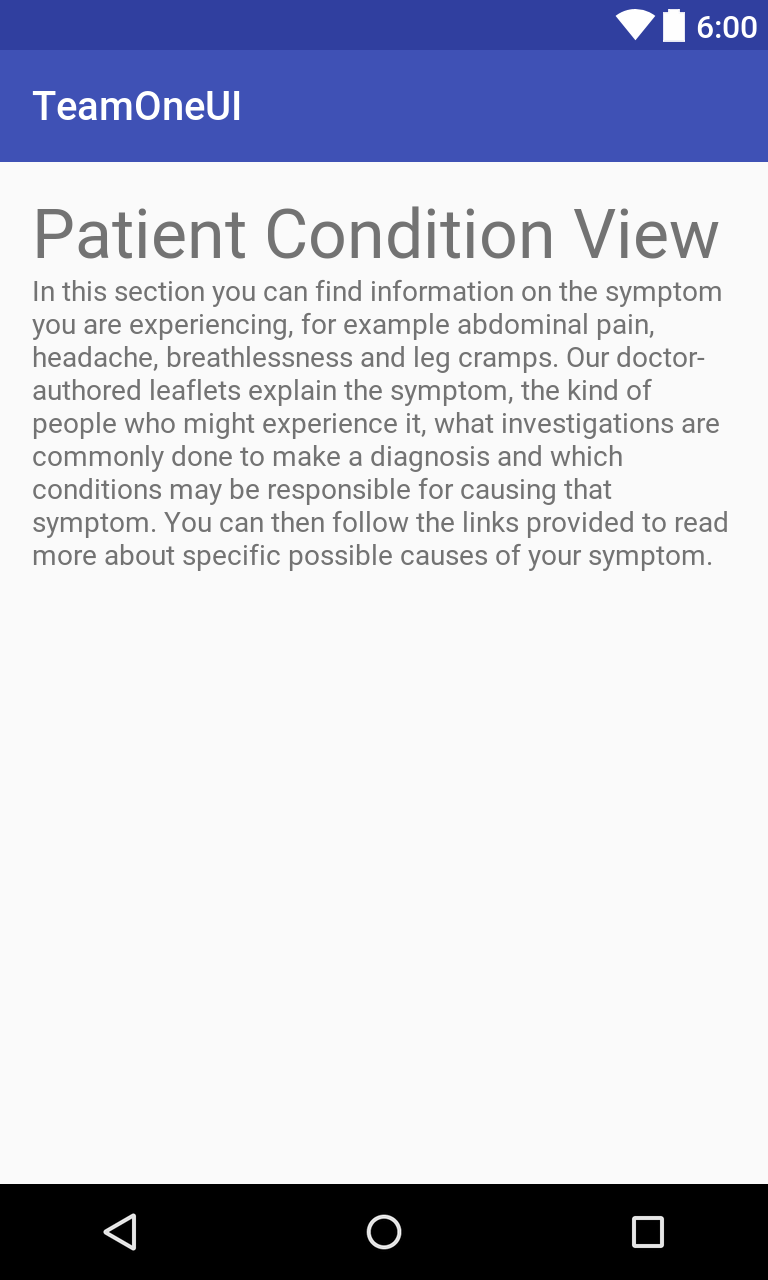 6:00
TeamOneUI
Patient Condition View
In this section you can find information on the symptom
you are experiencing, for example abdominal pain,
headache, breathlessness and leg cramps. Our doctor-
authored leaflets explain the symptom, the kind of
people who might experience it, what investigations are
commonly done to make a diagnosis and which
conditions may be responsible for causing that
symptom. You can then follow the links provided to read
more about specific possible causes of your symptom.